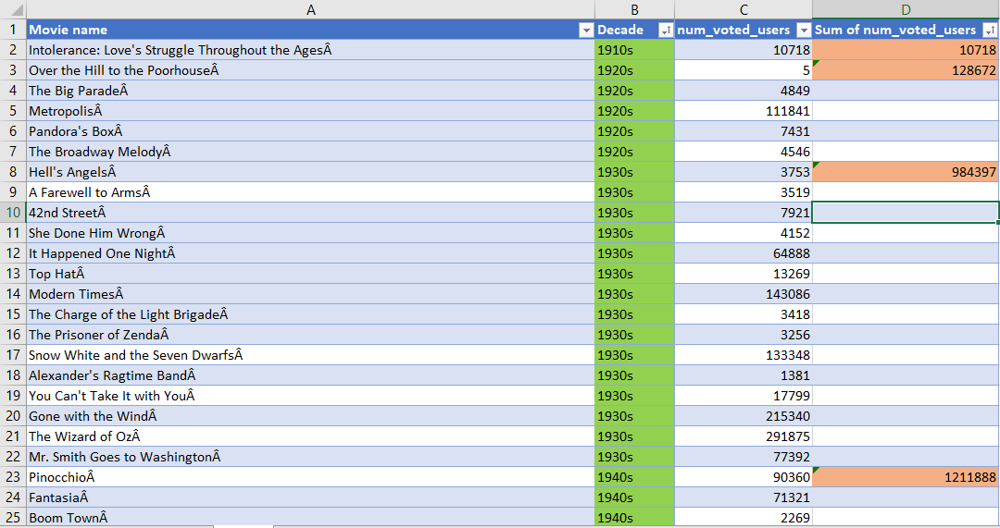 A B C D
1 Movie name Decade num_voted_users Sum of num_voted_users
2 Intolerance: Love's Struggle Throughout the AgesÂ 1910s 10718 10718
3 Over the Hill to the PoorhouseÂ 1920s 5 128672
4 The Big ParadeÂ 1920s 4849
5 MetropolisÂ 1920s 111841
6 Pandora's BoxÂ 1920s 7431
7 The Broadway MelodyÂ 1920s 4546
8 Hell's AngelsÂ 1930s 3753 984397
9 A Farewell to ArmsÂ 1930s 3519
10 42nd StreetÂ 1930s 7921
11 She Done Him WrongÂ 1930s 4152
12 It Happened One NightÂ 1930s 64888
13 Top HatÂ 1930s 13269
14 Modern TimesÂ 1930s 143086
15 The Charge of the Light BrigadeÂ 1930s 3418
16 The Prisoner of ZendaÂ 1930s 3256
17 Snow White and the Seven DwarfsÂ 1930s 133348
18 Alexander's Ragtime BandÂ 1930s 1381
19 You Can't Take It with YouÂ 1930s 17799
20 Gone with the WindÂ 1930s 215340
21 The Wizard of OzÂ 1930s 291875
22 Mr. Smith Goes to WashingtonÂ 1930s 77392
23 PinocchioÂ 1940s 90360 1211888
24 FantasiaÂ 1940s 71321
25 Boom TownÂ 1940s 2269